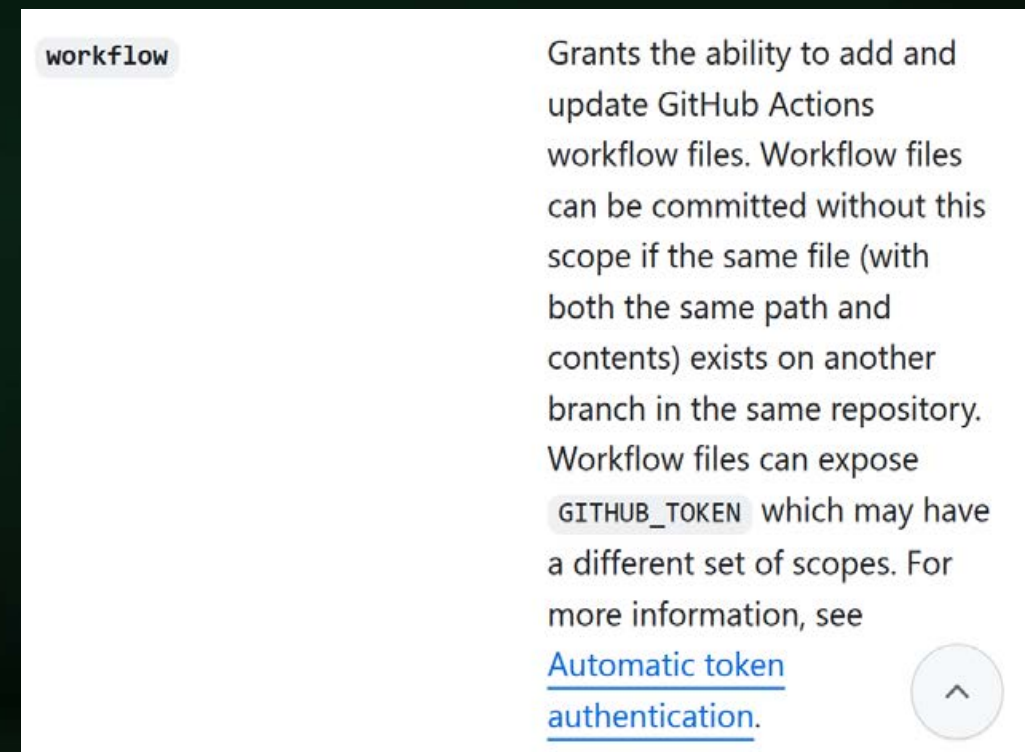 workflow
Grants the ability to add and
update GitHub Actions
workflow files. Workflow files
can be committed without this
scope if the same file (with
both the same path and
contents) exists on another
branch in the same repository.
Workflow files can expose
GITHUB_TOKEN which may have
a different set of scopes. For
more information, see
Automatic token
authentication.